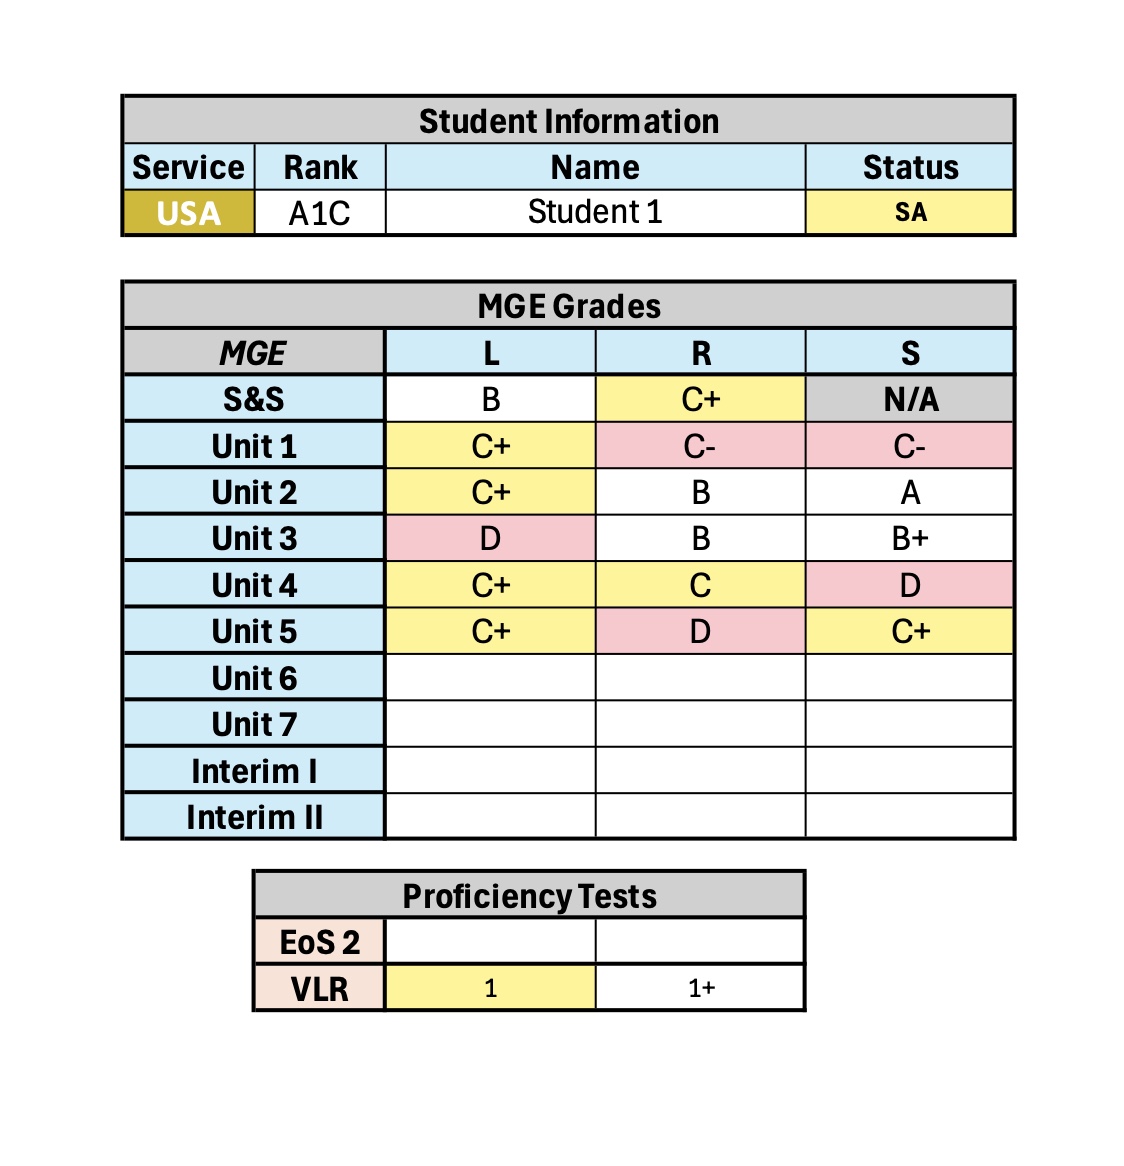 Student Information
Service Rank Name Status
USA A1C Student 1 SA
MGE Grades
MGE L R S
S&S B C+ N/A
Unit 1 C+ C- C-
Unit 2 C+ B A
Unit 3 D B B+
Unit 4 C+ C D
Unit 5 C+ D C+
Unit 6
Unit 7
Interim I
Interim II
Proficiency Tests
EoS 2
VLR 1 1+